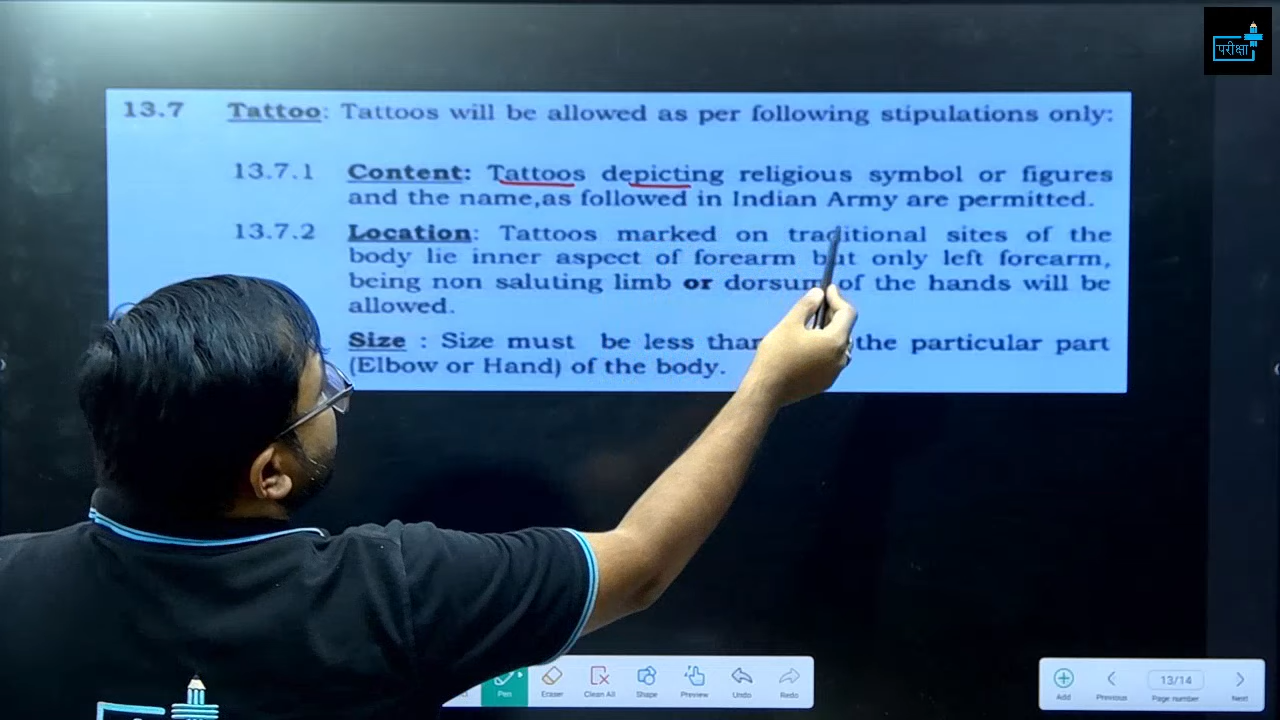 परीक्षा
13.7 Tattoo: Tattoos will be allowed as per following stipulations only:
13.7.1 Content: Tattoos depicting religious symbol or figures
and the name,as followed in Indian Army are permitted.
13.7.2 Location: Tattoos marked on traditional sites of the
body lie inner aspect of forearm but only left forearm,
being non saluting limb or dorsum of the hands will be
allowed.
Size : Size must be less than the particular part
(Elbow or Hand) of the body.
Pen Eraser Clean All Shape Preview Undo Redo
Add Previous 13/14 Page number Next